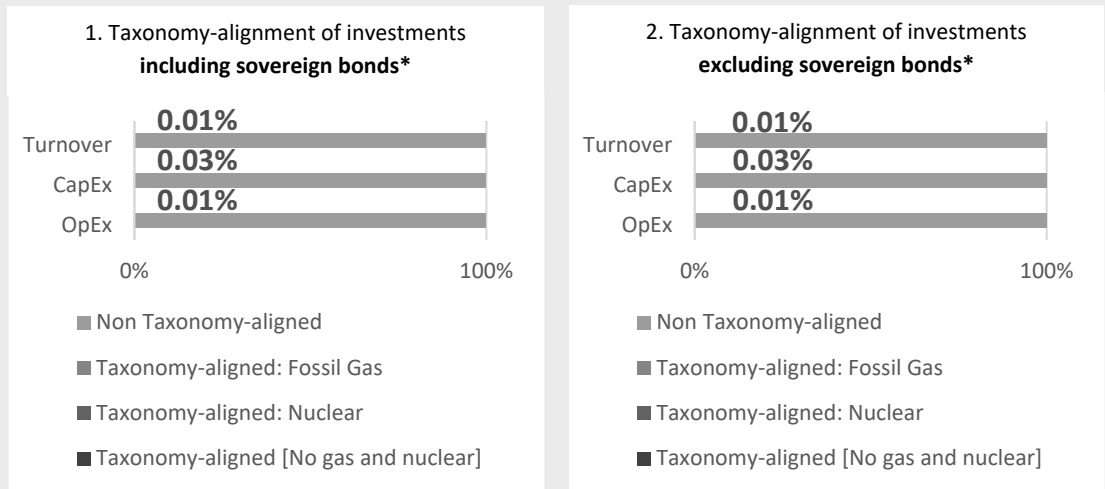 1. Taxonomy-alignment of investments
including sovereign bonds*
0.01%
Turnover
0.03%
CapEx
0.01%
OpEx
0%
100%
Non Taxonomy-aligned
Taxonomy-aligned: Fossil Gas
Taxonomy-aligned: Nuclear
Taxonomy-aligned [No gas and nuclear]
2. Taxonomy-alignment of investments
excluding sovereign bonds*
0.01%
Turnover
0.03%
CapEx
0.01%
OpEx
0%
100%
Non Taxonomy-aligned
Taxonomy-aligned: Fossil Gas
Taxonomy-aligned: Nuclear
Taxonomy-aligned [No gas and nuclear]